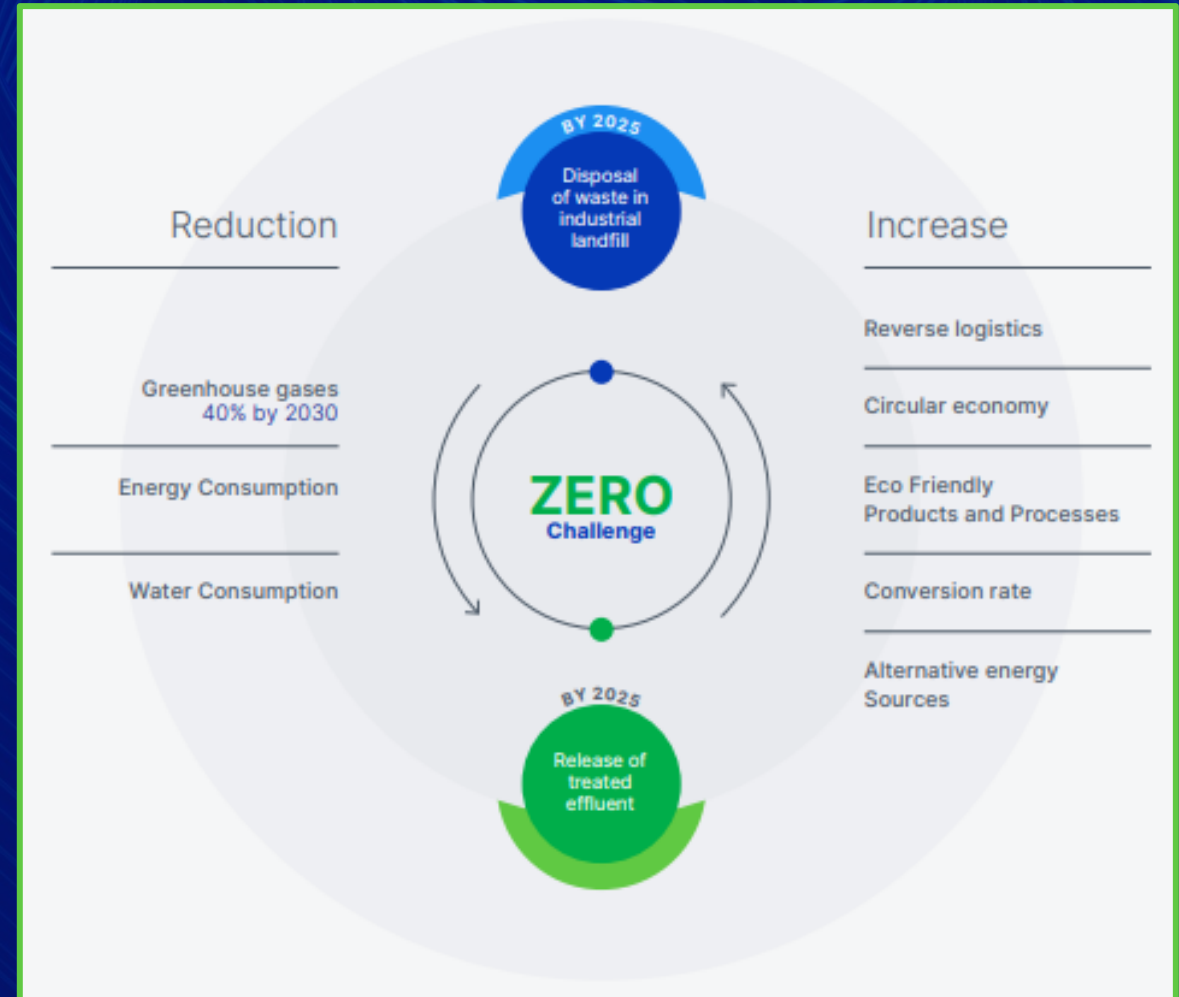 BY 2025
Disposal
of waste in
industrial
landfill
Reduction
Greenhouse gases
40% by 2030
Energy Consumption
Water Consumption
ZERO
Challenge
Increase
Reverse logistics
Circular economy
Eco Friendly
Products and Processes
Conversion rate
Alternative energy
Sources
BY 2025
Release of
treated
effluent